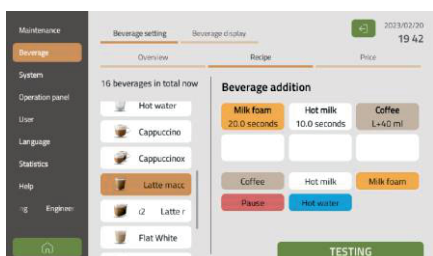 Maintenance
Beverage
System
Operation panel
User
Language
Statistics
Help
ng Engineer
Beverage setting
Beverage display
2023/02/20
19 42
Overview
Recipe
Price
16 beverages in total now
Hot water
Cappuccino
Cappuccinox
Latte macc
x2 Latte r
Flat White
Beverage addition
Milk foam
20.0 seconds
Hot milk
10.0 seconds
Coffee
L+40 ml
Coffee
Hot milk
Milk foam
Pause
Hot water
TESTING